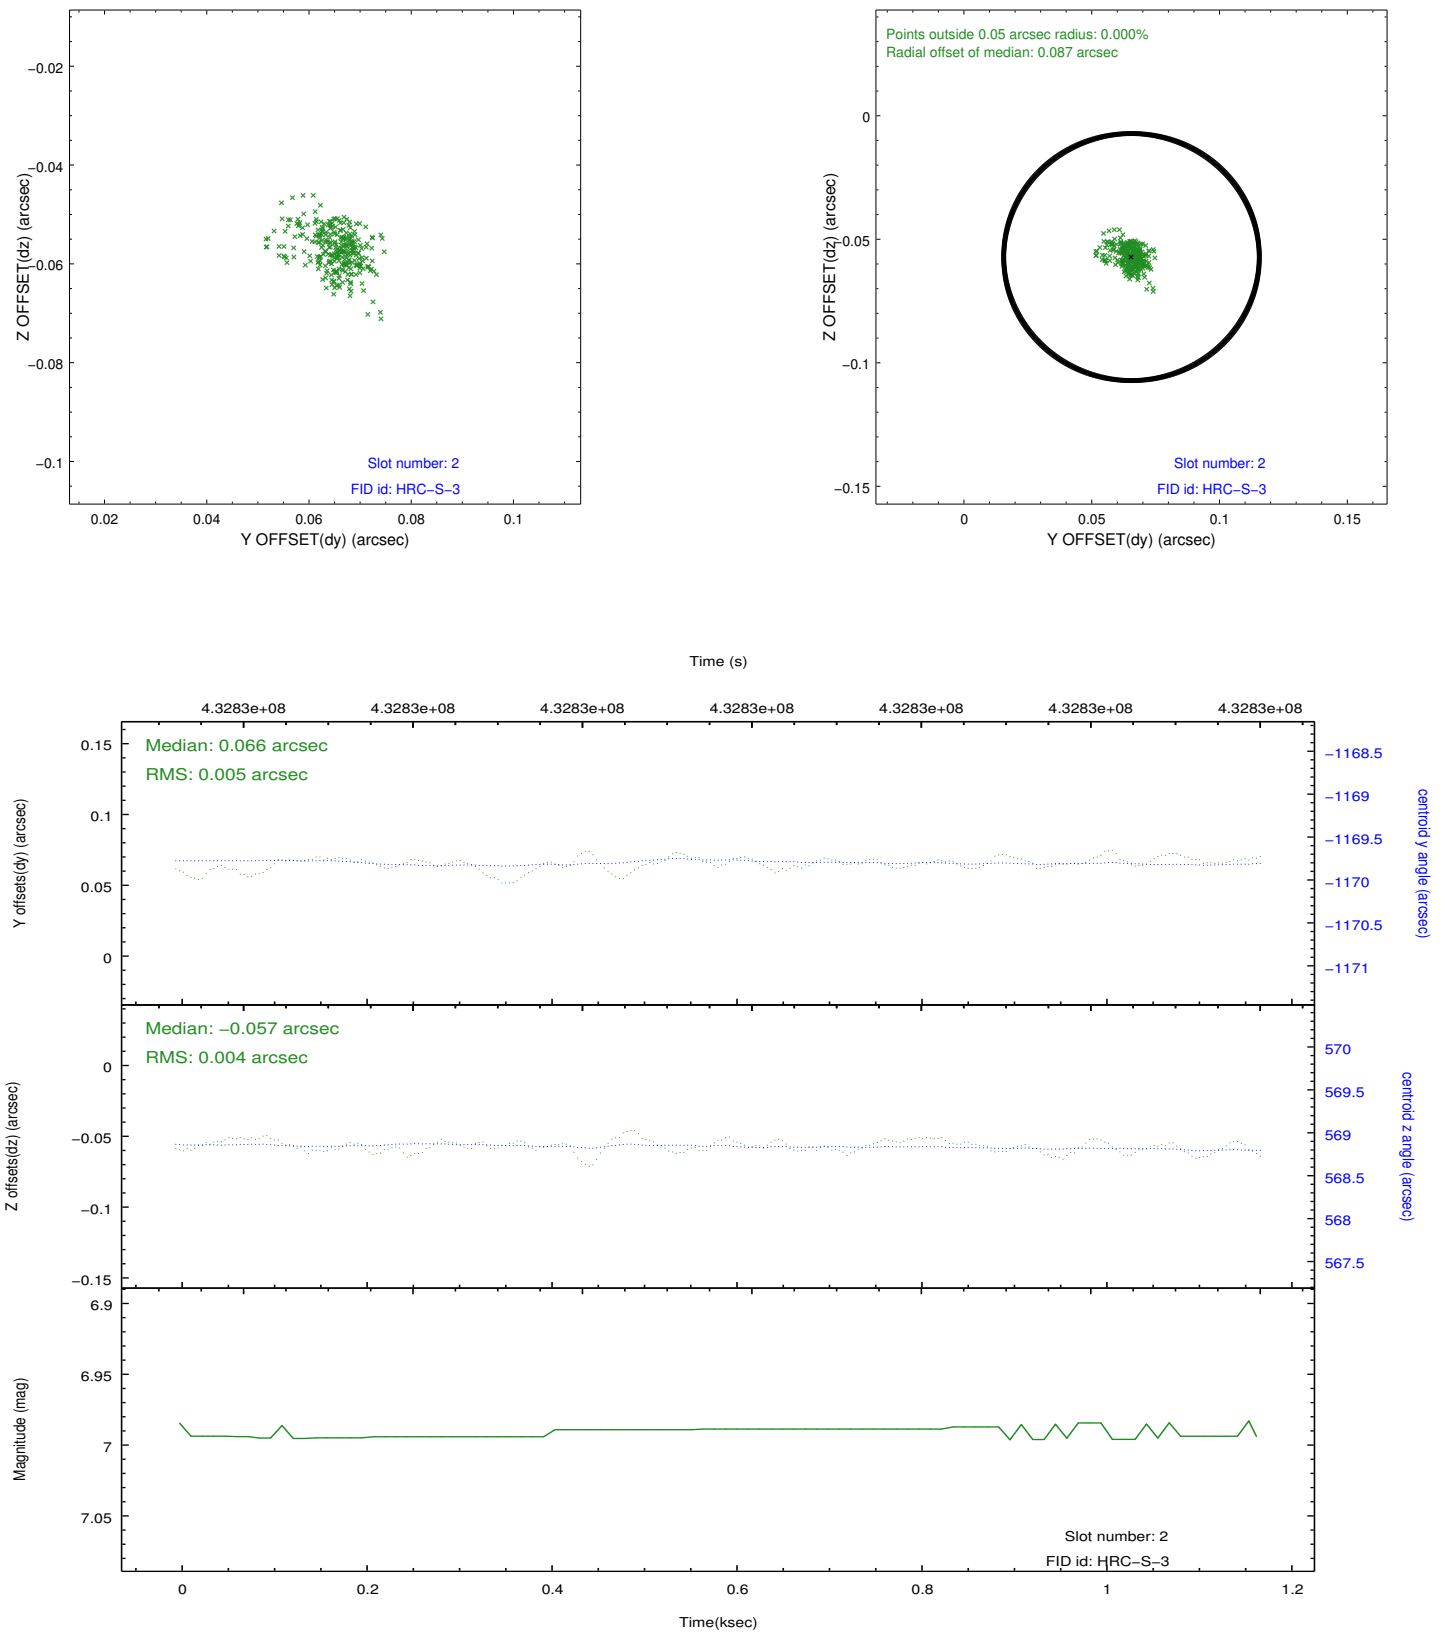 −0.02
−0.04
−0.06
−0.08
−0.1
Z OFFSET(dz) (arcsec)
Slot number: 2
FID id: HRC−S−3
0.02 0.04 0.06 0.08 0.1
Y OFFSET(dy) (arcsec)
Points outside 0.05 arcsec radius: 0.000%
Radial offset of median: 0.087 arcsec
0
−0.05
−0.1
−0.15
Z OFFSET(dz) (arcsec)
Slot number: 2
FID id: HRC−S−3
0 0.05 0.1 0.15
Y OFFSET(dy) (arcsec)
Time (s)
4.3283e+08 4.3283e+08 4.3283e+08 4.3283e+08 4.3283e+08 4.3283e+08 4.3283e+08
Median: 0.066 arcsec
RMS: 0.005 arcsec
0.15
0.1
0.05
0
Y offsets(dy) (arcsec)
−1168.5
−1169
−1169.5
−1170
−1170.5
−1171
centroid y angle (arcsec)
Median: −0.057 arcsec
RMS: 0.004 arcsec
0
−0.05
−0.1
−0.15
Z offsets(dz) (arcsec)
570
569.5
569
568.5
568
567.5
centroid z angle (arcsec)
6.9
6.95
7
7.05
Magnitude (mag)
Slot number: 2
FID id: HRC−S−3
0 0.2 0.4 0.6 0.8 1 1.2
Time(ksec)